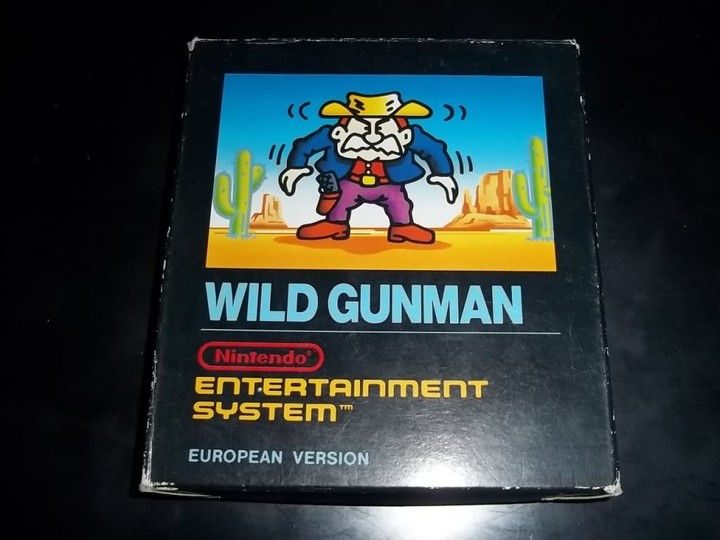 WILD GUNMAN
Nintendo®
ENTERTAINMENT
SYSTEM™
EUROPEAN VERSION